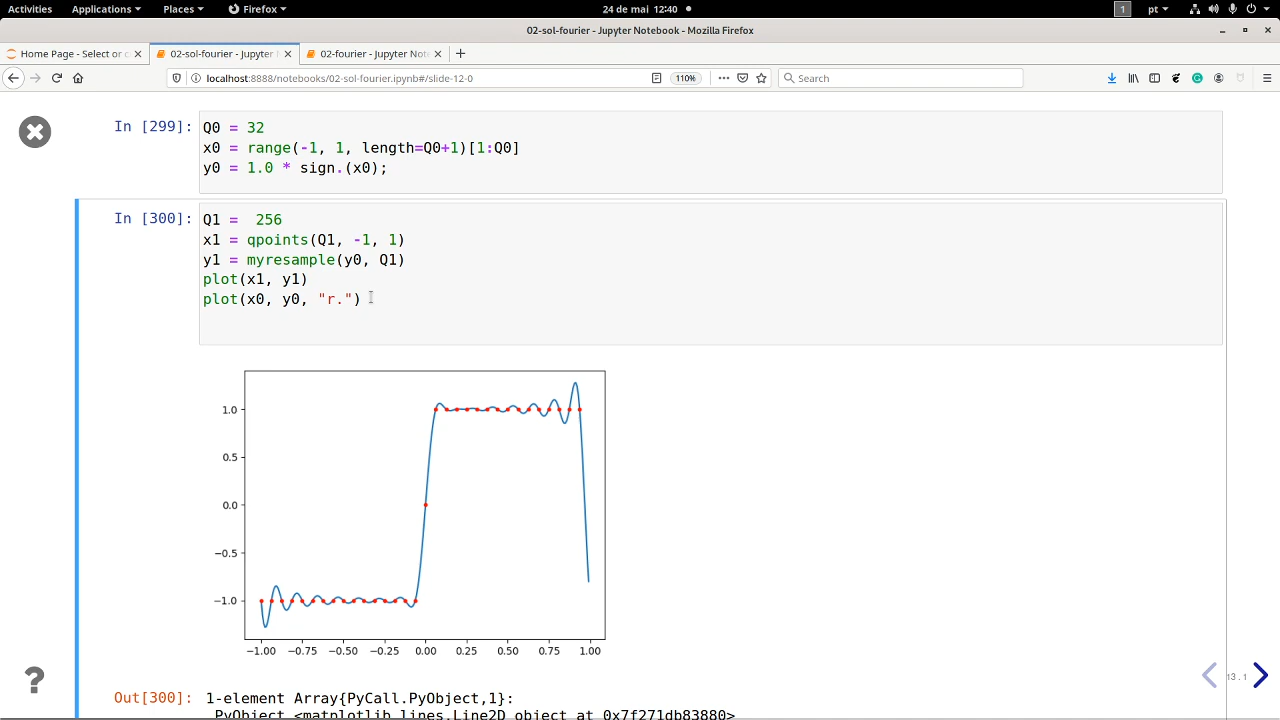 Activities Applications Places Firefox 24 de mai 12:40 1 pt
02-sol-fourier - Jupyter Notebook - Mozilla Firefox
Home Page - Select or c 02-sol-fourier - Jupyter 02-fourier - Jupyter Note
localhost:8888/notebooks/02-sol-fourier.ipynb#/slide-12-0 110% Search
In [299]: Q0 = 32
x0 = range(-1, 1, length=Q0+1)[1:Q0]
y0 = 1.0 * sign.(x0);
In [300]: Q1 =  256
x1 = qpoints(Q1, -1, 1)
y1 = myresample(y0, Q1)
plot(x1, y1)
plot(x0, y0, "r.")
1.0
0.5
0.0
−0.5
−1.0
−1.00 −0.75 −0.50 −0.25 0.00 0.25 0.50 0.75 1.00
?
13 . 1
Out[300]: 1-element Array{PyCall.PyObject,1}:
PyObject <matplotlib.lines.Line2D object at 0x7f271db83880>